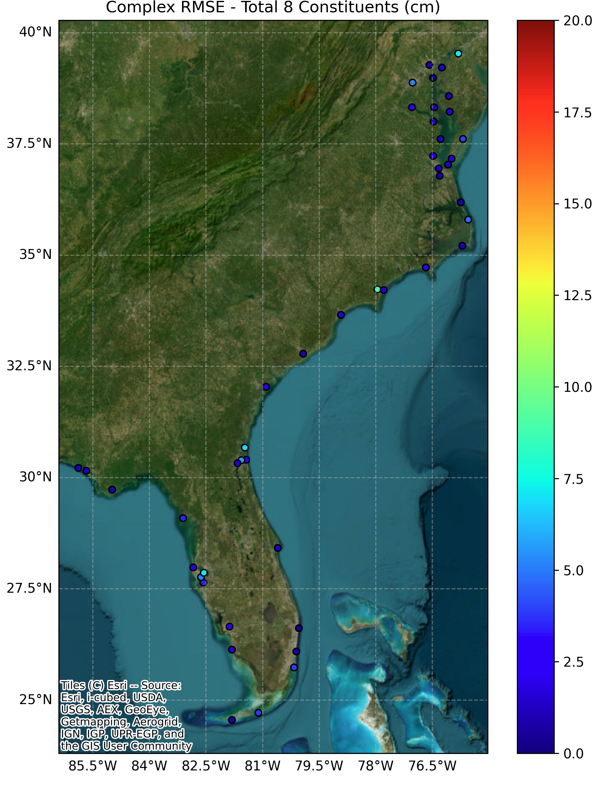 Complex RMSE - Total 8 Constituents (cm)
40°N
37.5°N
35°N
32.5°N
30°N
27.5°N
25°N
85.5°W 84°W 82.5°W 81°W 79.5°W 78°W 76.5°W
20.0
17.5
15.0
12.5
10.0
7.5
5.0
2.5
0.0
Tiles (C) Esri -- Source:
Esri, i-cubed, USDA,
USGS, AEX, GeoEye,
Getmapping, Aerogrid,
IGN, IGP, UPR-EGP, and
the GIS User Community